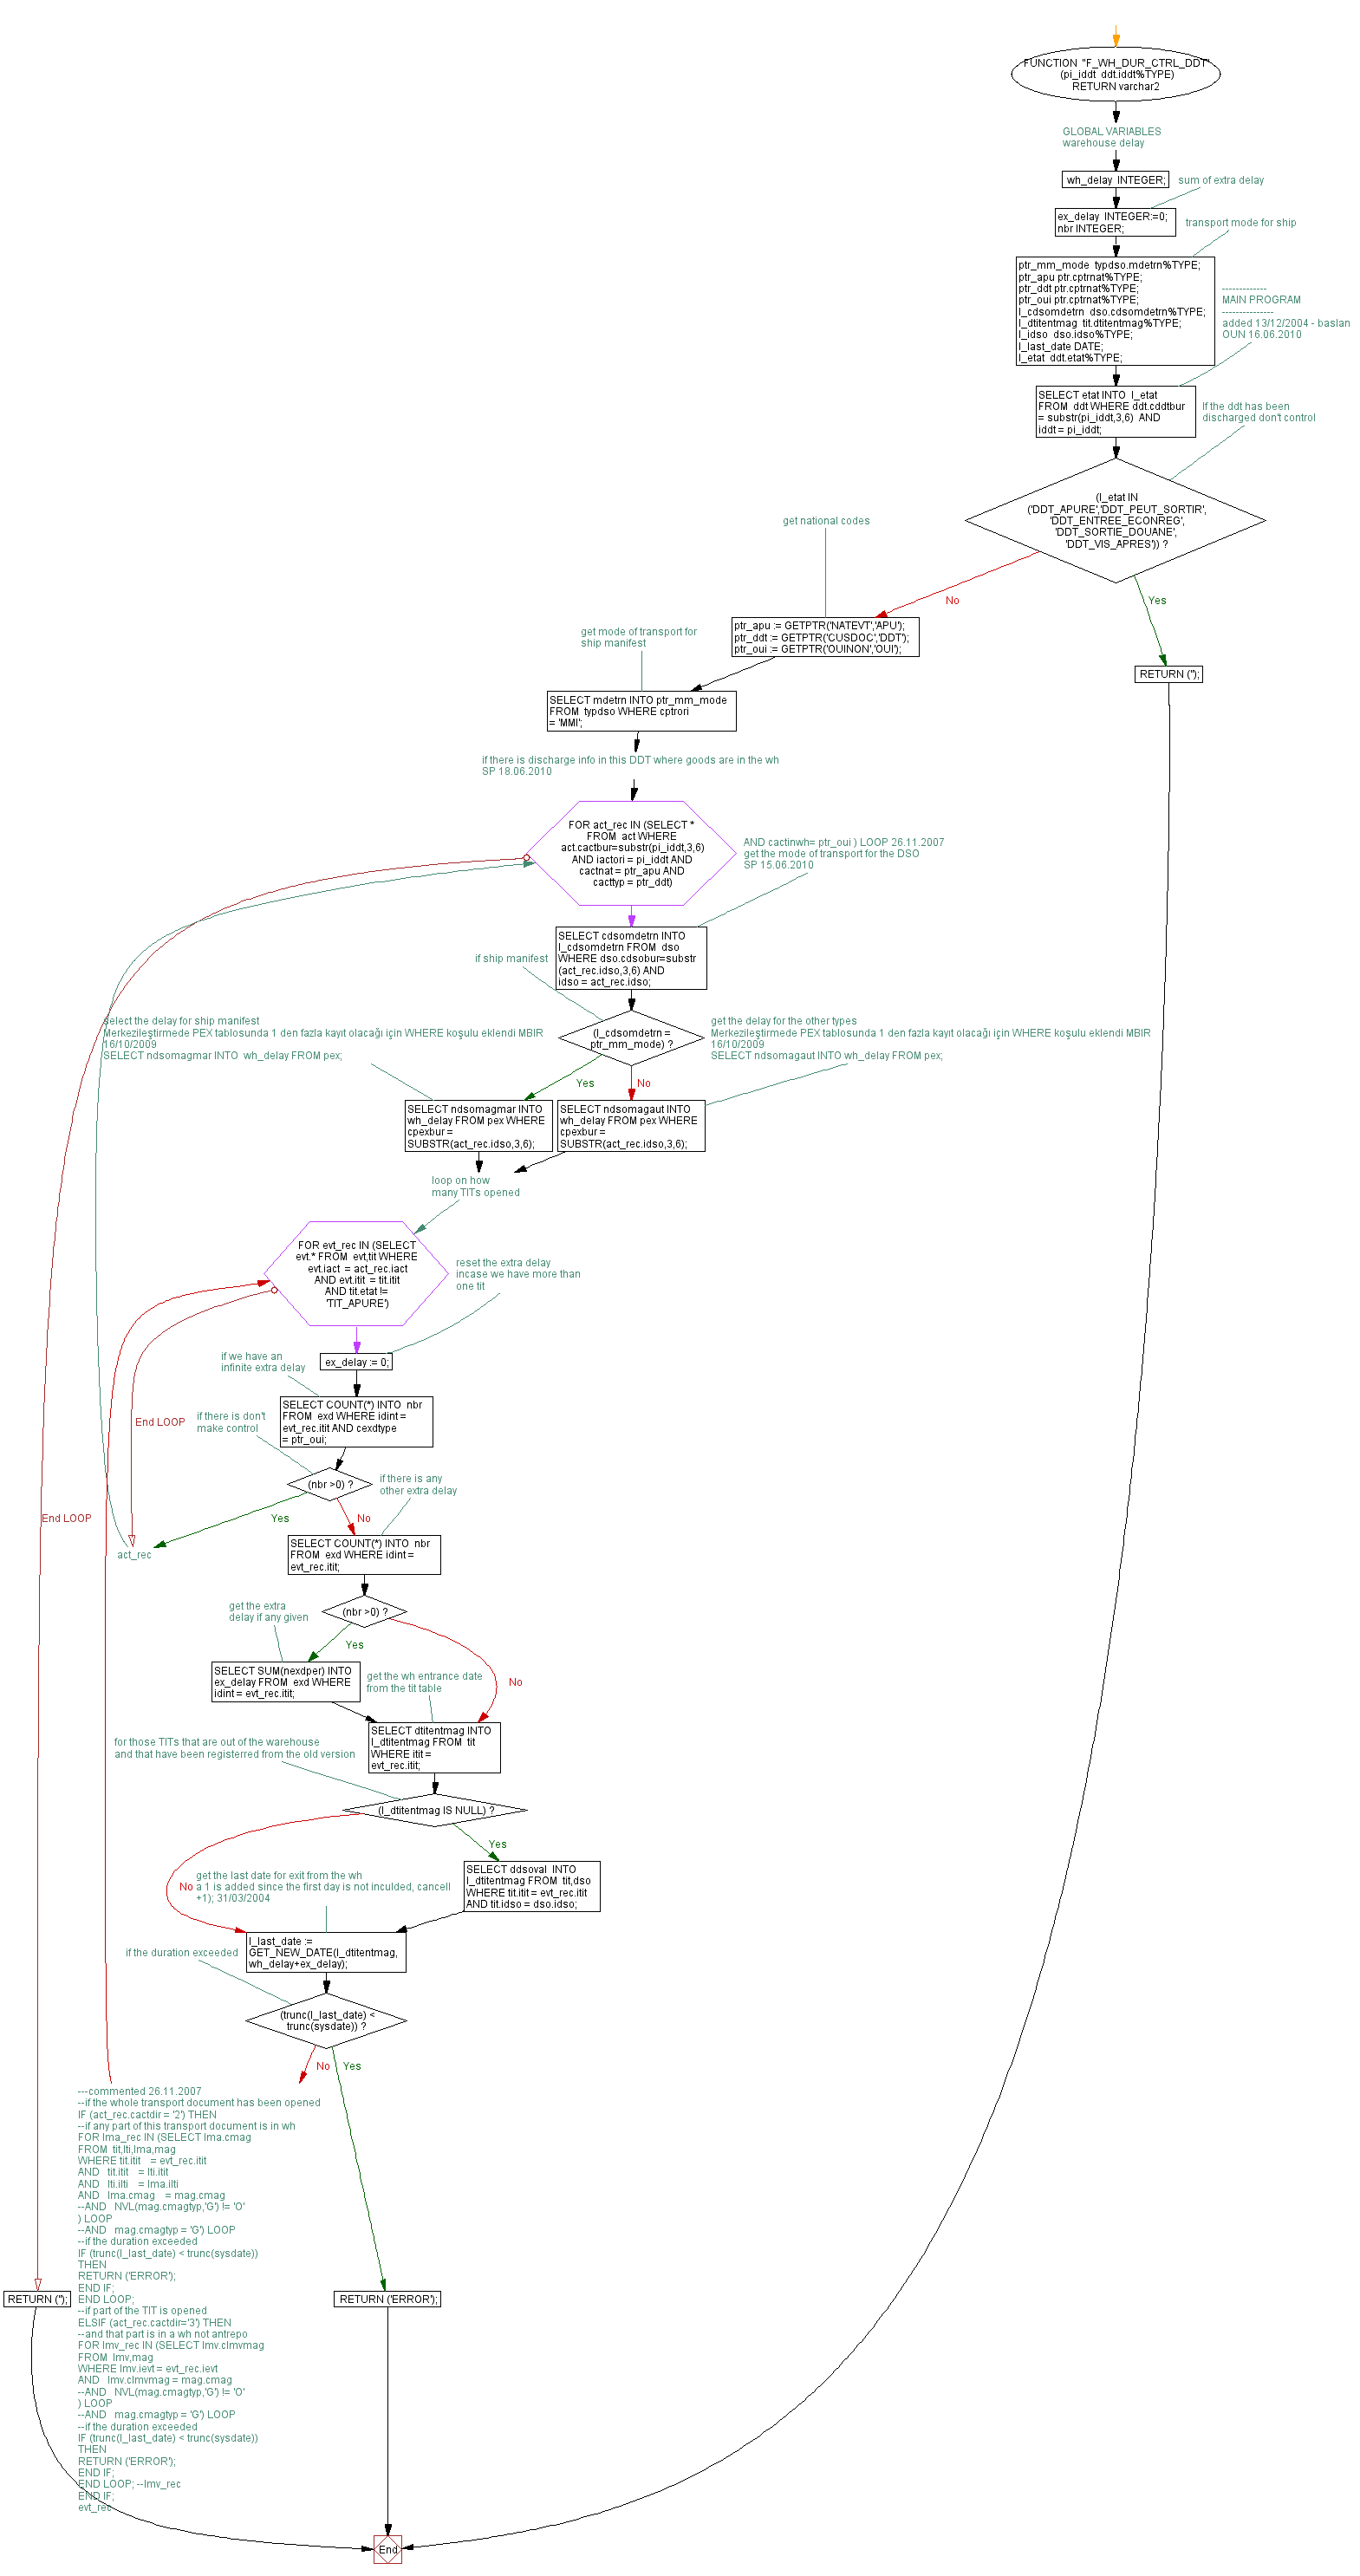 FUNCTION "F_WH_DUR_CTRL_DDT"
(pi_iddt ddt.iddt%TYPE)
RETURN varchar2
GLOBAL VARIABLES
warehouse delay
wh_delay INTEGER;
sum of extra delay
ex_delay INTEGER:=0;
nbr INTEGER;
transport mode for ship
ptr_mm_mode typdso.mdetrn%TYPE;
ptr_apu ptr.cptrnat%TYPE;
ptr_ddt ptr.cptrnat%TYPE;
ptr_oui ptr.cptrnat%TYPE;
l_cdsomdetrn dso.cdsomdetrn%TYPE;
l_dtitentmag tit.dtitentmag%TYPE;
l_idso dso.idso%TYPE;
l_last_date DATE;
l_etat ddt.etat%TYPE;
-------------
MAIN PROGRAM
---------------
added 13/12/2004 - baslan
OUN 16.06.2010
SELECT etat INTO l_etat
FROM ddt WHERE ddt.cddtbur
= substr(pi_iddt,3,6) AND
iddt = pi_iddt;
If the ddt has been
discharged don't control
(l_etat IN
('DDT_APURE','DDT_PEUT_SORTIR',
'DDT_ENTREE_ECONREG',
'DDT_SORTIE_DOUANE',
'DDT_VIS_APRES')) ?
get national codes
No
Yes
ptr_apu := GETPTR('NATEVT','APU');
ptr_ddt := GETPTR('CUSDOC','DDT');
ptr_oui := GETPTR('OUINON','OUI');
RETURN ('');
get mode of transport for
ship manifest
SELECT mdetrn INTO ptr_mm_mode
FROM typdso WHERE cptrori
= 'MMI';
if there is discharge info in this DDT where goods are in the wh
SP 18.06.2010
FOR act_rec IN (SELECT *
FROM act WHERE
act.cactbur=substr(pi_iddt,3,6)
AND iactori = pi_iddt AND
cactnat = ptr_apu AND
cacttyp = ptr_ddt)
AND cactinwh= ptr_oui ) LOOP 26.11.2007
get the mode of transport for the DSO
SP 15.06.2010
SELECT cdsomdetrn INTO
l_cdsomdetrn FROM dso
WHERE dso.cdsobur=substr
(act_rec.idso,3,6) AND
idso = act_rec.idso;
if ship manifest
(l_cdsomdetrn =
ptr_mm_mode) ?
select the delay for ship manifest
Merkezileştirmede PEX tablosunda 1 den fazla kayıt olacağı için WHERE koşulu eklendi MBIR
16/10/2009
SELECT ndsomagmar INTO wh_delay FROM pex;
get the delay for the other types
Merkezileştirmede PEX tablosunda 1 den fazla kayıt olacağı için WHERE koşulu eklendi MBIR
16/10/2009
SELECT ndsomagaut INTO wh_delay FROM pex;
Yes
No
SELECT ndsomagmar INTO
wh_delay FROM pex WHERE
cpexbur =
SUBSTR(act_rec.idso,3,6);
SELECT ndsomagaut INTO
wh_delay FROM pex WHERE
cpexbur =
SUBSTR(act_rec.idso,3,6);
loop on how
many TITs opened
FOR evt_rec IN (SELECT
evt.* FROM evt,tit WHERE
evt.iact = act_rec.iact
AND evt.itit = tit.itit
AND tit.etat !=
'TIT_APURE')
reset the extra delay
incase we have more than
one tit
ex_delay := 0;
if we have an
infinite extra delay
SELECT COUNT(*) INTO nbr
FROM exd WHERE idint =
evt_rec.itit AND cexdtype
= ptr_oui;
if there is don't
make control
End LOOP
(nbr >0) ?
if there is any
other extra delay
Yes
No
End LOOP
act_rec
SELECT COUNT(*) INTO nbr
FROM exd WHERE idint =
evt_rec.itit;
(nbr >0) ?
get the extra
delay if any given
Yes
No
SELECT SUM(nexdper) INTO
ex_delay FROM exd WHERE
idint = evt_rec.itit;
get the wh entrance date
from the tit table
SELECT dtitentmag INTO
l_dtitentmag FROM tit
WHERE itit =
evt_rec.itit;
for those TITs that are out of the warehouse
and that have been registerred from the old version
(l_dtitentmag IS NULL) ?
Yes
No
SELECT ddsoval INTO
l_dtitentmag FROM tit,dso
WHERE tit.itit = evt_rec.itit
AND tit.idso = dso.idso;
get the last date for exit from the wh
a 1 is added since the first day is not inculded, cancell
+1); 31/03/2004
l_last_date :=
GET_NEW_DATE(l_dtitentmag,
wh_delay+ex_delay);
if the duration exceeded
(trunc(l_last_date) <
trunc(sysdate)) ?
No
Yes
---commented 26.11.2007
--if the whole transport document has been opened
IF (act_rec.cactdir = '2') THEN
--if any part of this transport document is in wh
FOR lma_rec IN (SELECT lma.cmag
FROM tit,lti,lma,mag
WHERE tit.itit = evt_rec.itit
AND tit.itit = lti.itit
AND lti.ilti = lma.ilti
AND lma.cmag = mag.cmag
--AND NVL(mag.cmagtyp,'G') != 'O'
) LOOP
--AND mag.cmagtyp = 'G') LOOP
--if the duration exceeded
IF (trunc(l_last_date) < trunc(sysdate))
THEN
RETURN ('ERROR');
END IF;
END LOOP;
--if part of the TIT is opened
ELSIF (act_rec.cactdir='3') THEN
--and that part is in a wh not antrepo
FOR lmv_rec IN (SELECT lmv.clmvmag
FROM lmv,mag
WHERE lmv.ievt = evt_rec.ievt
AND lmv.clmvmag = mag.cmag
--AND NVL(mag.cmagtyp,'G') != 'O'
) LOOP
--AND mag.cmagtyp = 'G') LOOP
--if the duration exceeded
IF (trunc(l_last_date) < trunc(sysdate))
THEN
RETURN ('ERROR');
END IF;
END LOOP; --lmv_rec
END IF;
evt_rec
RETURN ('');
RETURN ('ERROR');
End